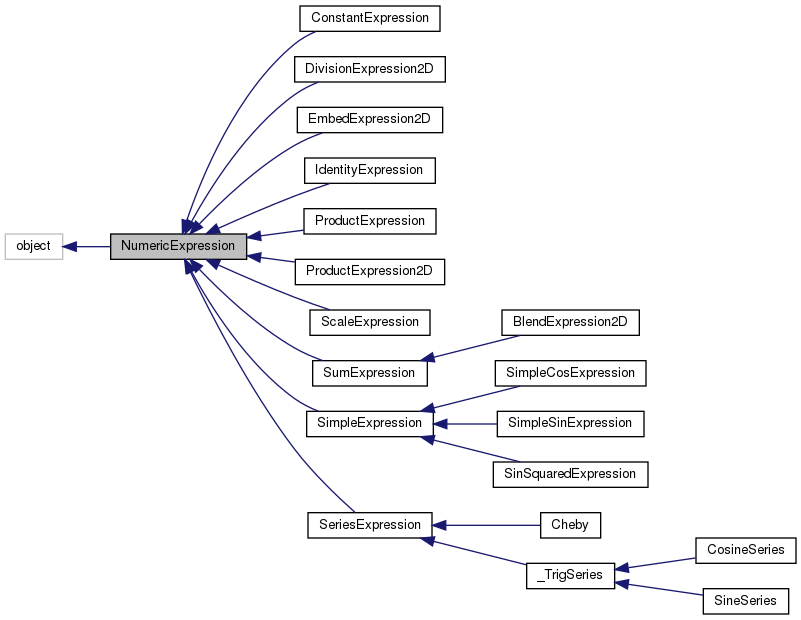 ConstantExpression
DivisionExpression2D
EmbedExpression2D
IdentityExpression
ProductExpression
object
NumericExpression
ProductExpression2D
ScaleExpression
BlendExpression2D
SumExpression
SimpleCosExpression
SimpleExpression
SimpleSinExpression
SinSquaredExpression
SeriesExpression
Cheby
CosineSeries
_TrigSeries
SineSeries